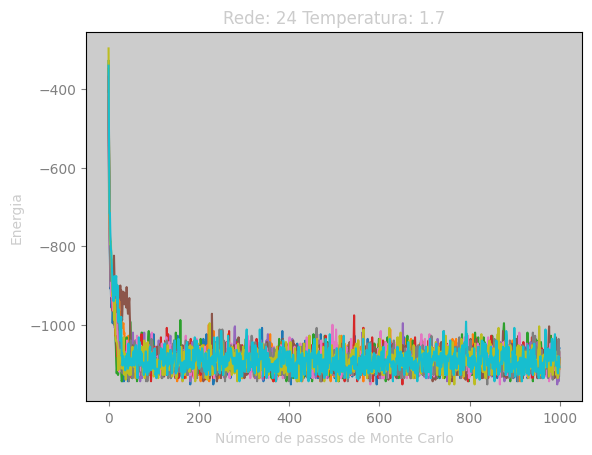 Rede: 24 Temperatura: 1.7
Energia
−400
−600
−800
−1000
0 200 400 600 800 1000
Número de passos de Monte Carlo